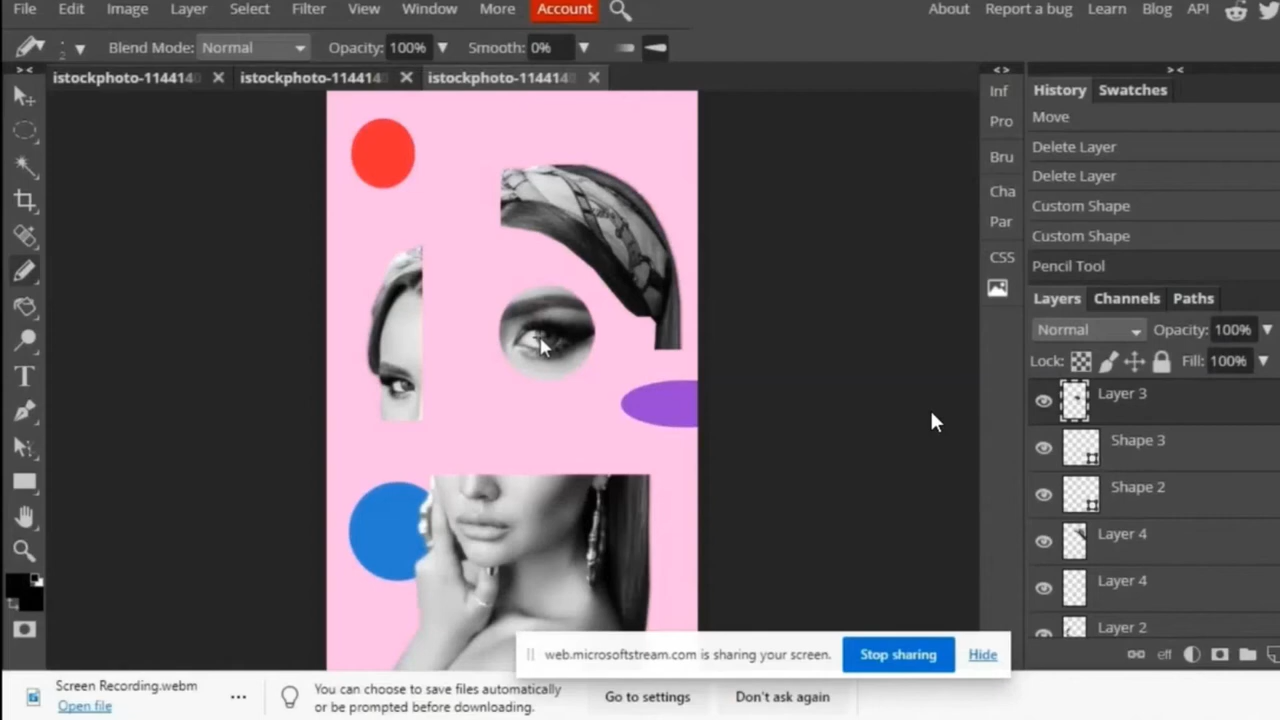 File Edit Image Layer Select Filter View Window More Account About Report a bug Learn Blog API
2 Blend Mode: Normal Opacity: 100% Smooth: 0%
istockphoto-114414 istockphoto-114414 istockphoto-114414
Inf
Pro
Bru
Cha
Par
CSS
History Swatches
Move
Delete Layer
Delete Layer
Custom Shape
Custom Shape
Pencil Tool
Layers Channels Paths
Normal Opacity: 100%
Lock: Fill: 100%
Layer 3
Shape 3
Shape 2
Layer 4
Layer 4
Layer 2
eff
web.microsoftstream.com is sharing your screen. Stop sharing Hide
Screen Recording.webm
Open file
You can choose to save files automatically
or be prompted before downloading.
Go to settings Don't ask again